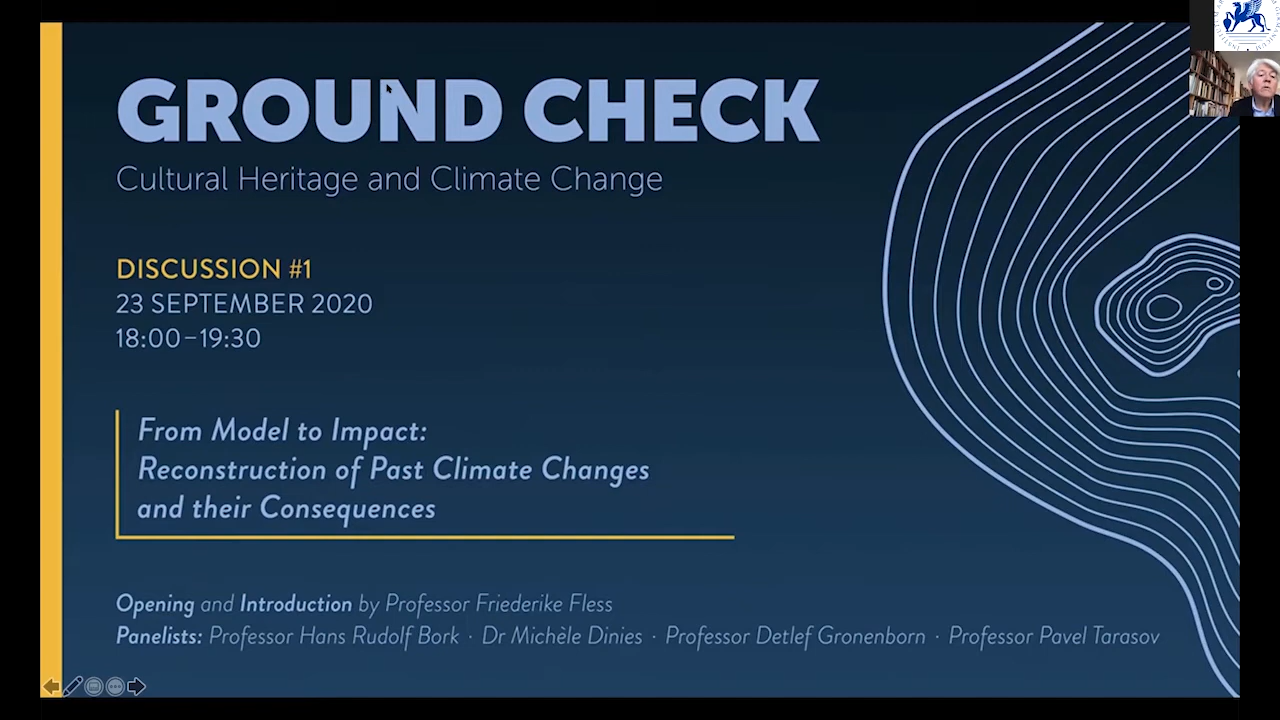 GROUND CHECK
Cultural Heritage and Climate Change
DISCUSSION #1
23 SEPTEMBER 2020
18:00–19:30
From Model to Impact:
Reconstruction of Past Climate Changes
and their Consequences
Opening and Introduction by Professor Friederike Fless
Panelists: Professor Hans Rudolf Bork · Dr Michèle Dinies · Professor Detlef Gronenborn · Professor Pavel Tarasov